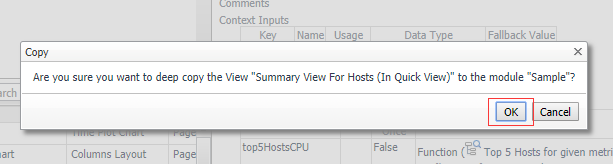 Comments
Context Inputs
Key Name Usage Data Type Fallback Value
Copy
Are you sure you want to deep copy the View "Summary View For Hosts (In Quick View)" to the module "Sample"?
earch
OK Cancel
Time Plot Chart Page
hart Columns Layout Page
top5HostsCPU False Function ( Top 5 Hosts for given metri